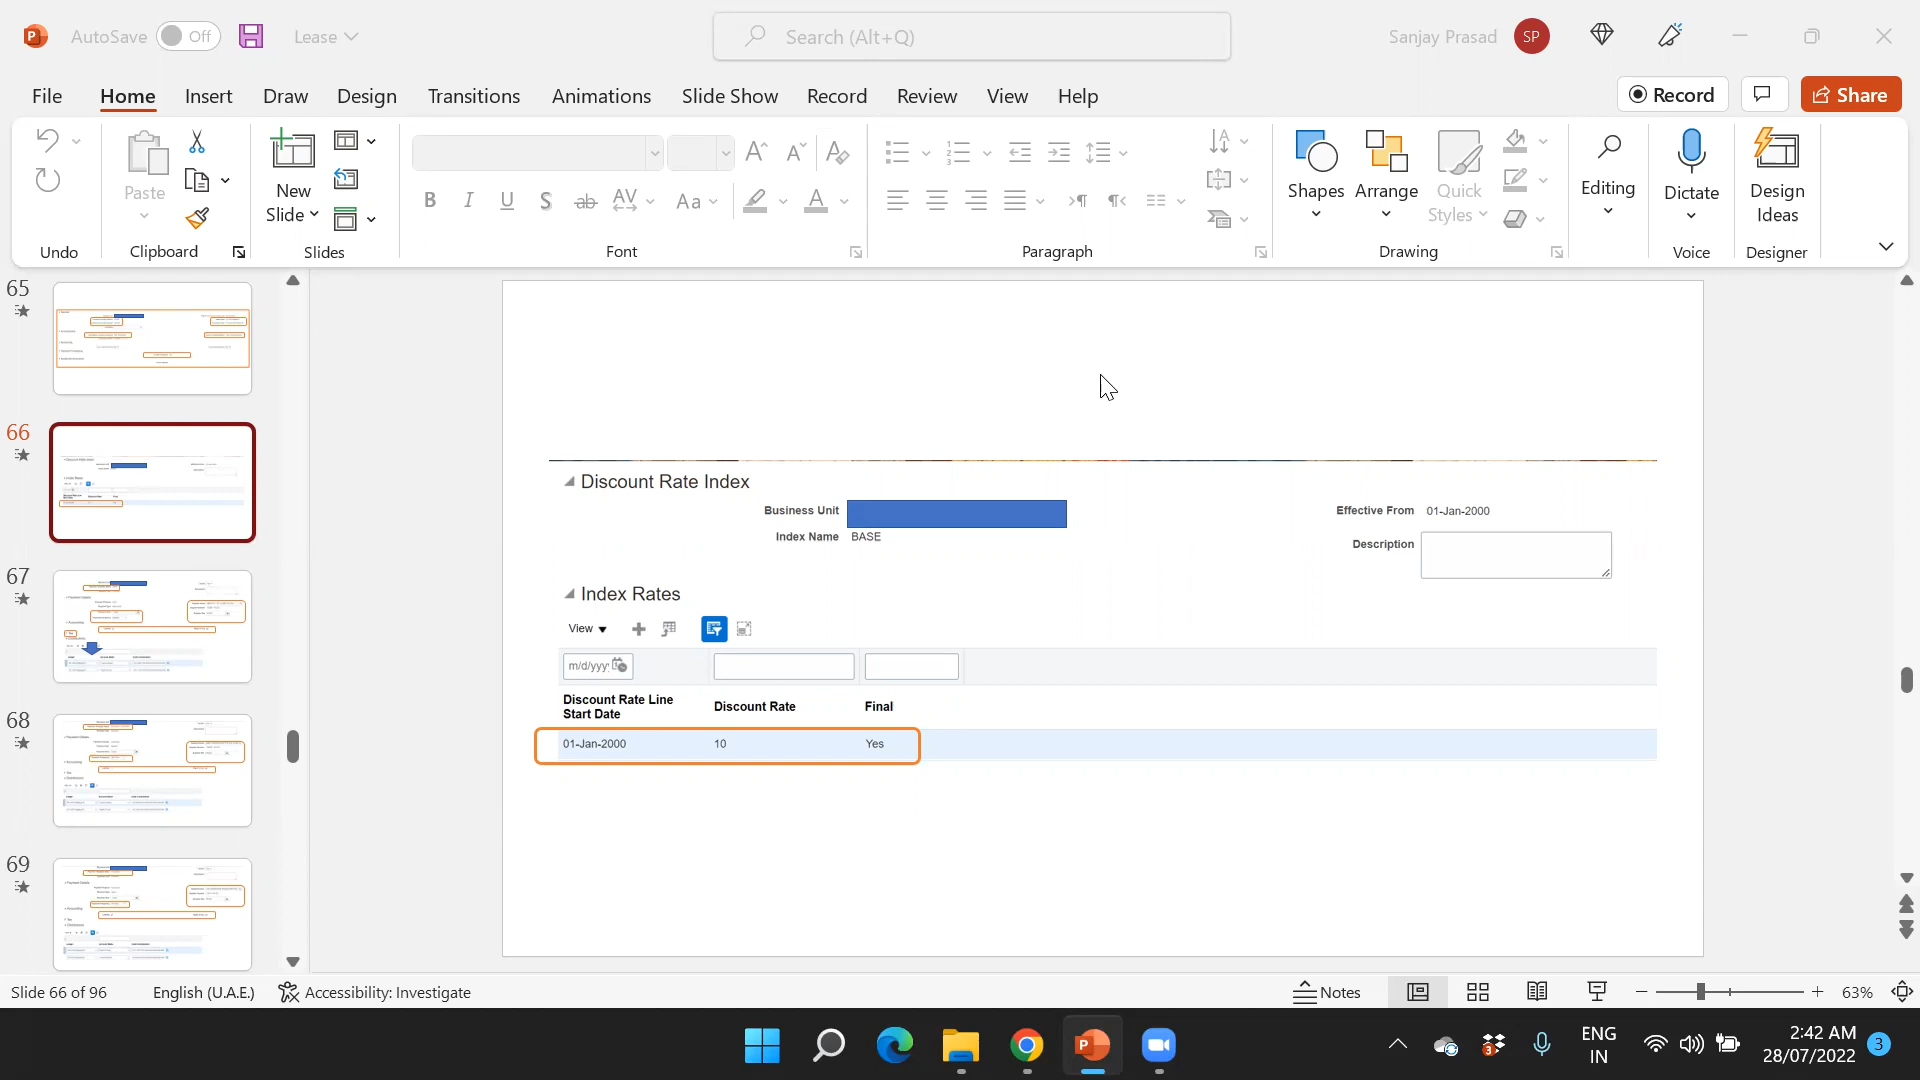 AutoSave Off Lease
Search (Alt+Q)
Sanjay Prasad SP
File Home Insert Draw Design Transitions Animations Slide Show Record Review View Help
Record Share
Paste
New
Slide
Shapes Arrange Quick
Styles
Editing Dictate Design
Ideas
Undo Clipboard Slides Font Paragraph Drawing Voice Designer
65
66
67
68
69
Discount Rate Index
Business Unit
Index Name BASE
Effective From 01-Jan-2000
Description
Index Rates
View
m/d/yyy
Discount Rate Line
Start Date
Discount Rate
Final
01-Jan-2000 10 Yes
Slide 66 of 96 English (U.A.E.) Accessibility: Investigate
Notes 63%
ENG
IN
2:42 AM
28/07/2022
3